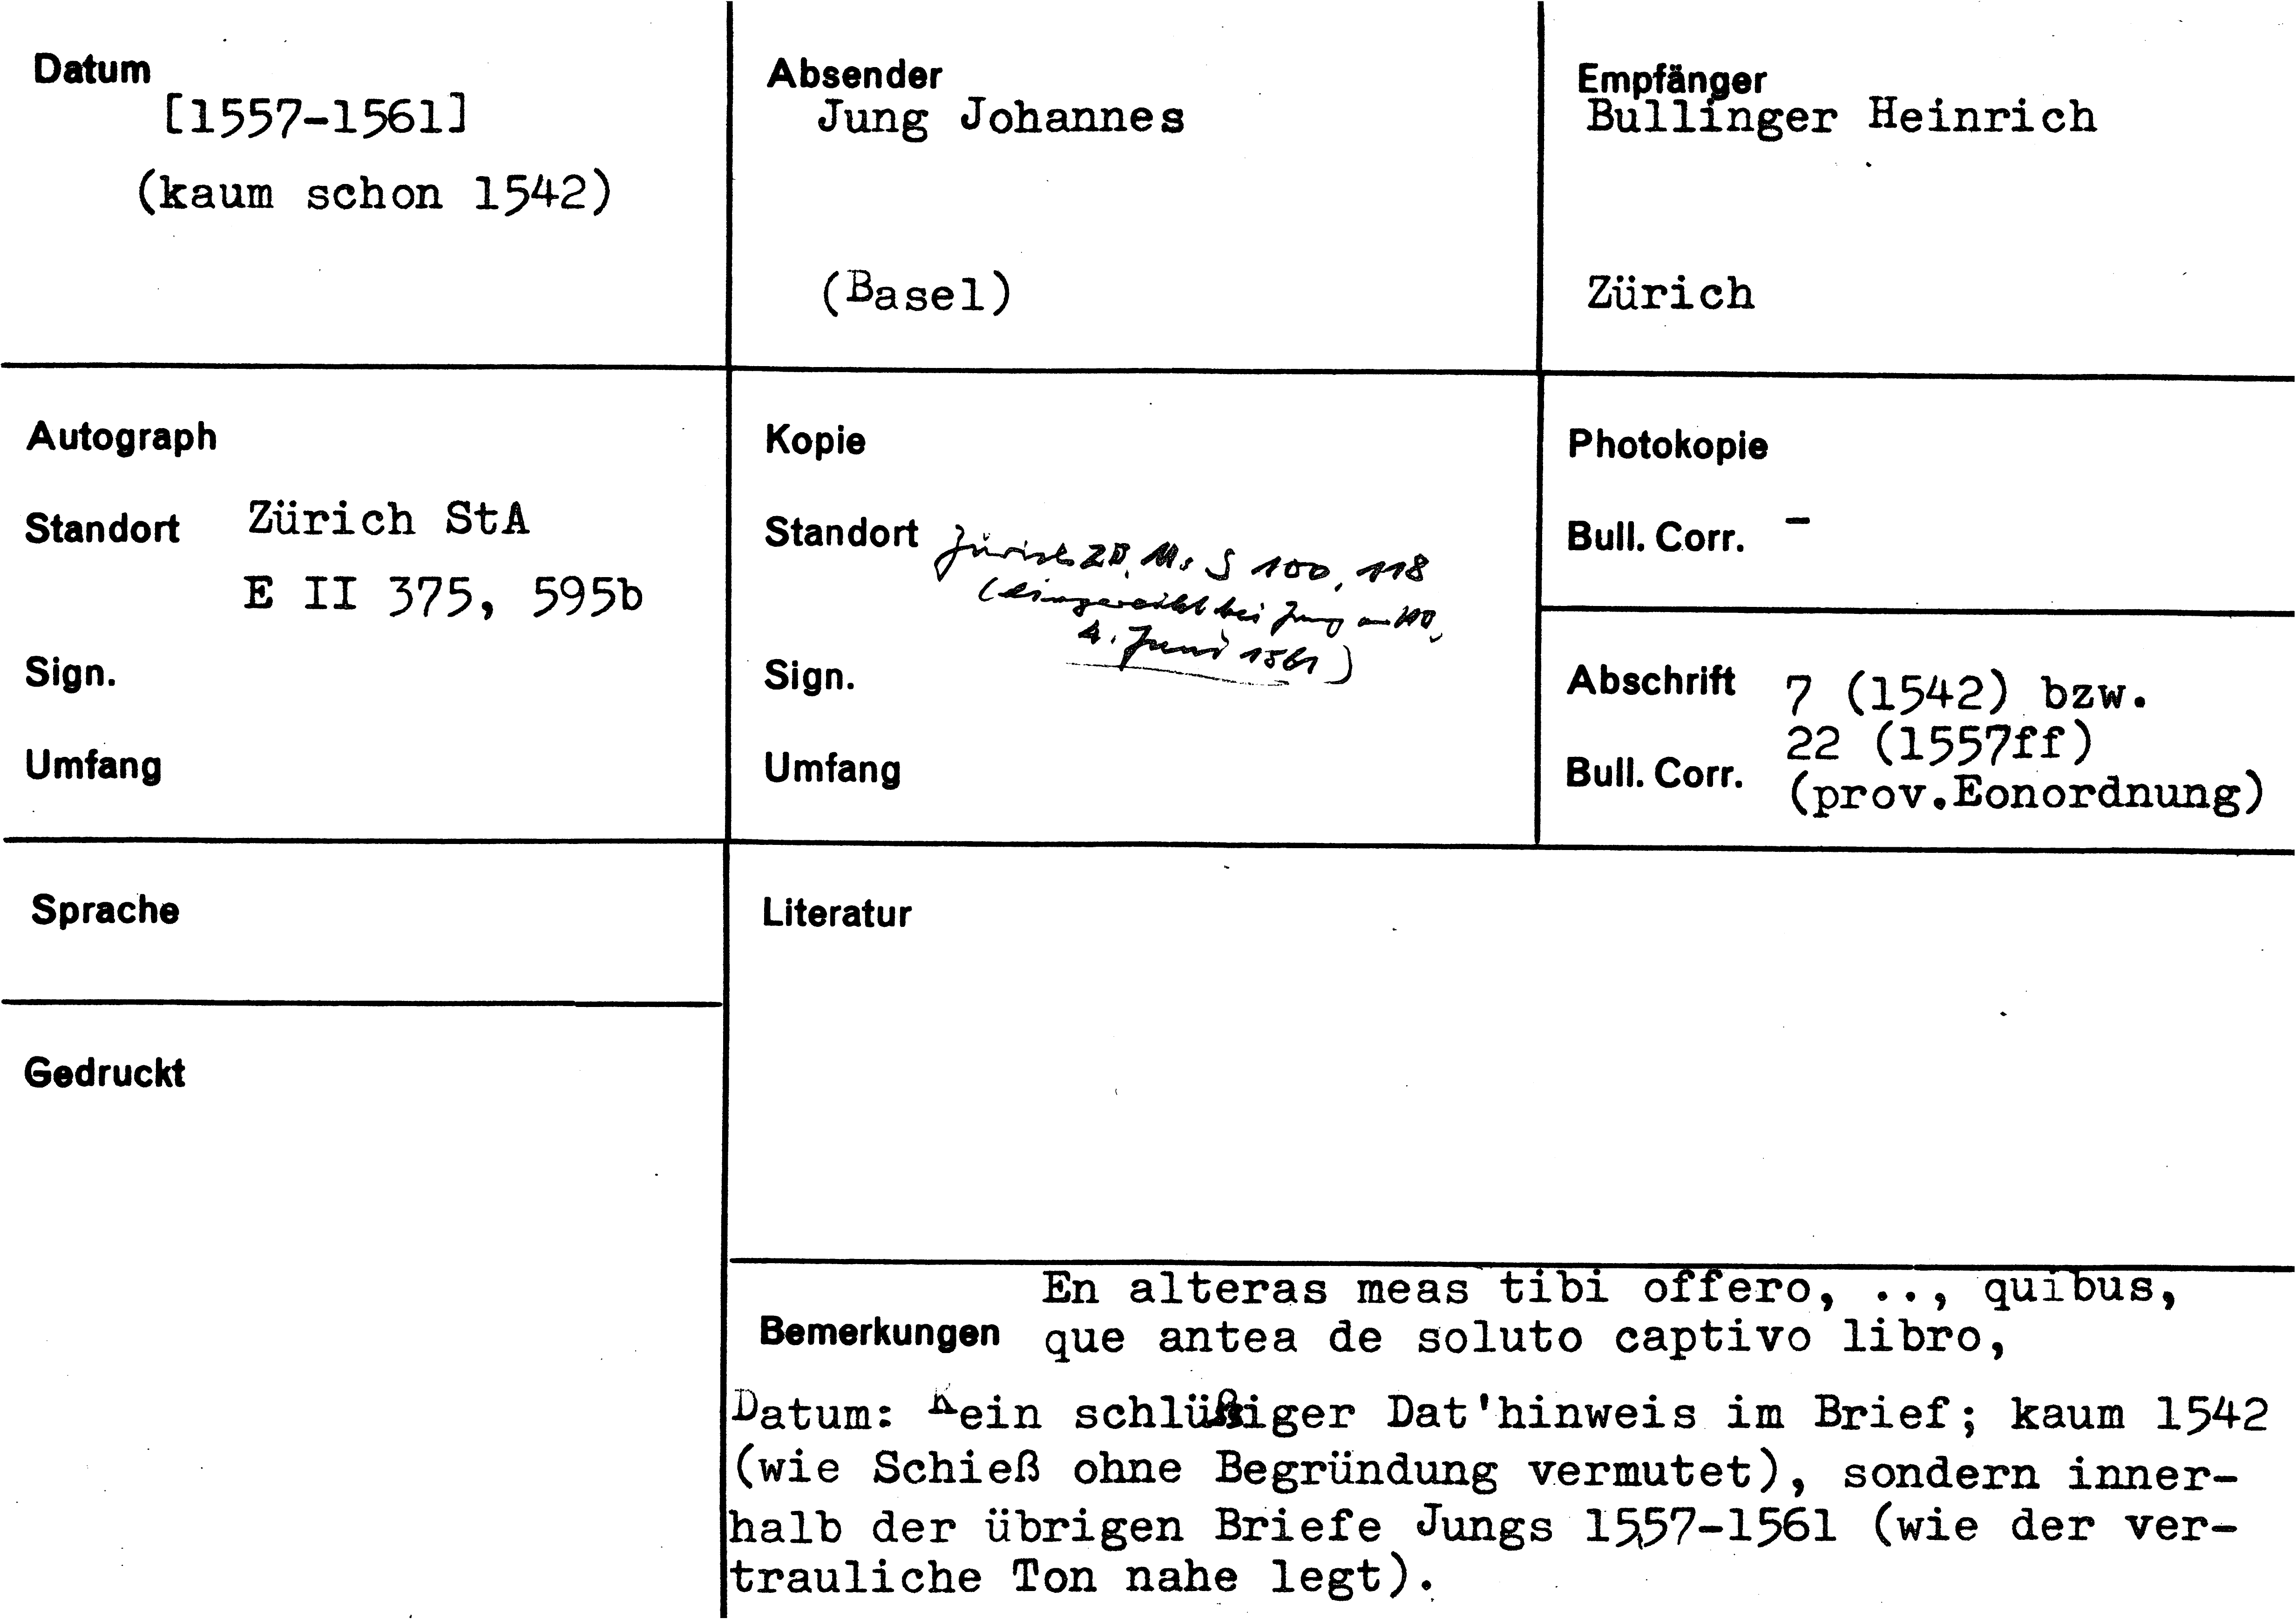 Datum
[1557-1561]
(kaum schon 1542)
Absender
Jung Johannes
(Basel)
Empfänger
Bullinger Heinrich
Zürich
Autograph
Standort Zürich StA
E II 375, 595b
Sign.
Umfang
Kopie
Standort Zürich ZB, Ms S 100, 118
(eingereiht bei Jung an HB,
4. Juni 1561)
Sign.
Umfang
Photokopie
Bull. Corr. -
Abschrift 7 (1542) bzw.
22 (1557ff)
Bull. Corr. (prov.Eonordnung)
Sprache
Gedruckt
Literatur
En alteras meas tibi offero, .., quibus,
Bemerkungen que antea de soluto captivo libro,
Datum: Kein schlüßiger Dat'hinweis im Brief; kaum 1542
(wie Schieß ohne Begründung vermutet), sondern inner-
halb der übrigen Briefe Jungs 1557-1561 (wie der ver-
trauliche Ton nahe legt).